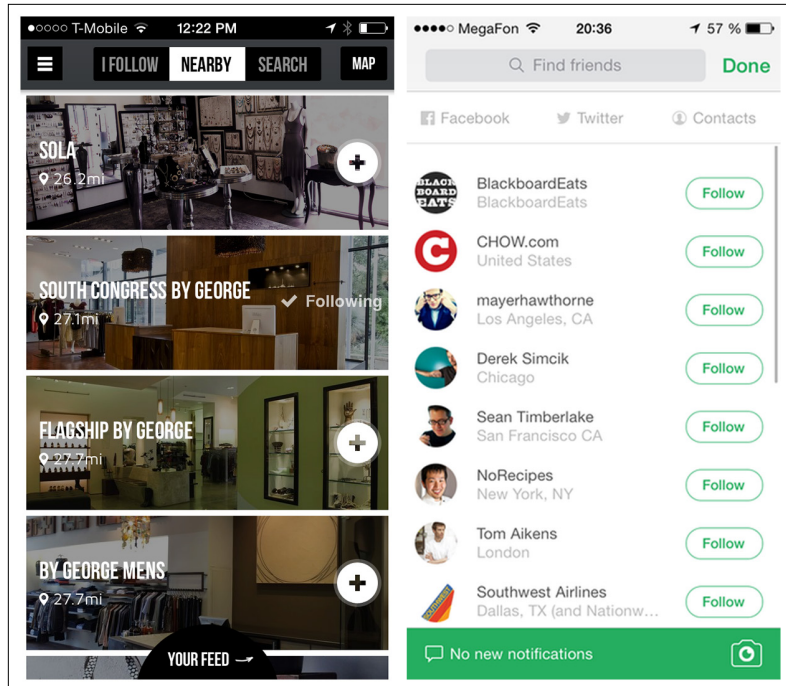 T-Mobile 12:22 PM
I FOLLOW NEARBY SEARCH MAP
SOLA
26.2mi
SOUTH CONGRESS BY GEORGE
Following
27.1mi
FLAGSHIP BY GEORGE
27.7mi
BY GEORGE MENS
27.7mi
YOUR FEED
MegaFon 20:36 57 %
Find friends Done
Facebook Twitter Contacts
BLACK BOARD EATS
BlackboardEats
BlackboardEats
Follow
C
CHOW.com
United States
Follow
mayerhawthorne
Los Angeles, CA
Follow
Derek Simcik
Chicago
Follow
Sean Timberlake
San Francisco CA
Follow
NoRecipes
New York, NY
Follow
Tom Aikens
London
Follow
SOUTHWEST
Southwest Airlines
Dallas, TX (and Nationw...
Follow
No new notifications